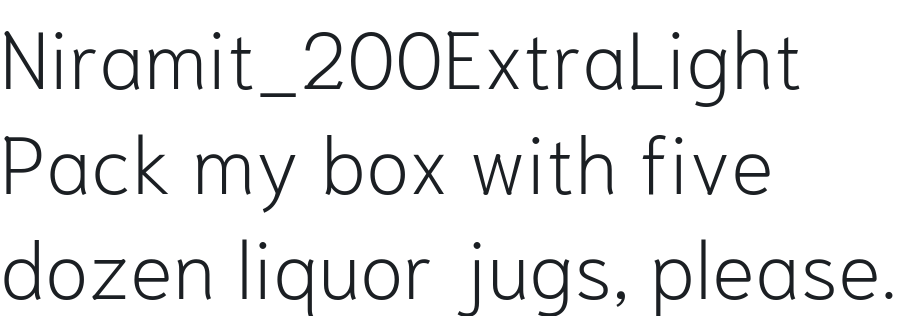 Niramit_200ExtraLight
Pack my box with five
dozen liquor jugs, please.